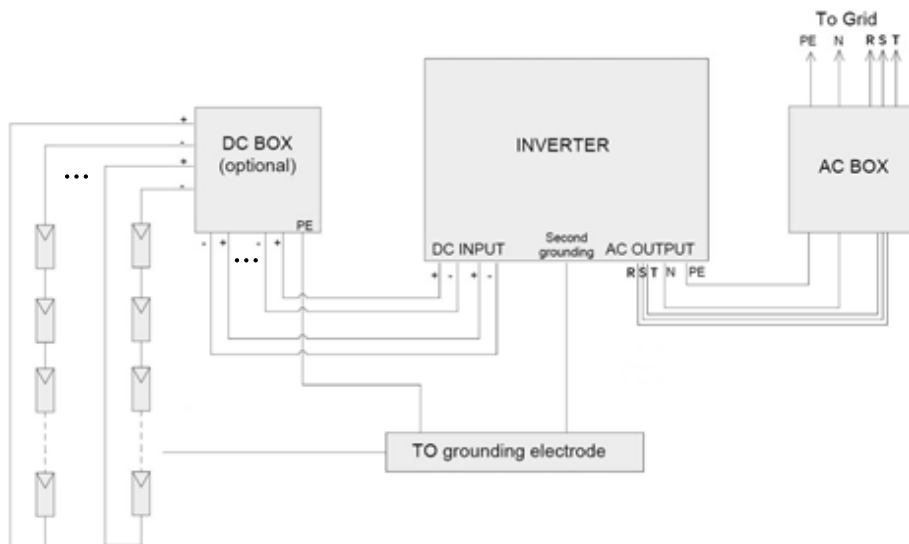 To Grid
PE N R S T
+
-
+
-
...
DC BOX
(optional)
PE
INVERTER
AC BOX
- + ... - +
DC INPUT
+ - + -
Second
grounding
AC OUTPUT
R S T N PE
TO grounding electrode